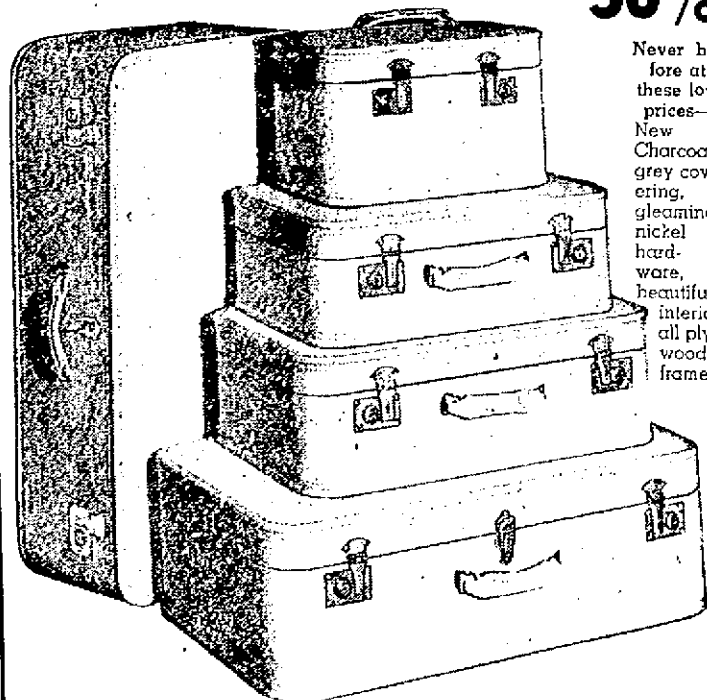 Never h
fore at
these lo
prices—
New
Charcoa
grey cov
ering,
gleaming
nickel
hard-
ware,
beautifu
interio
all ply
wood
frame